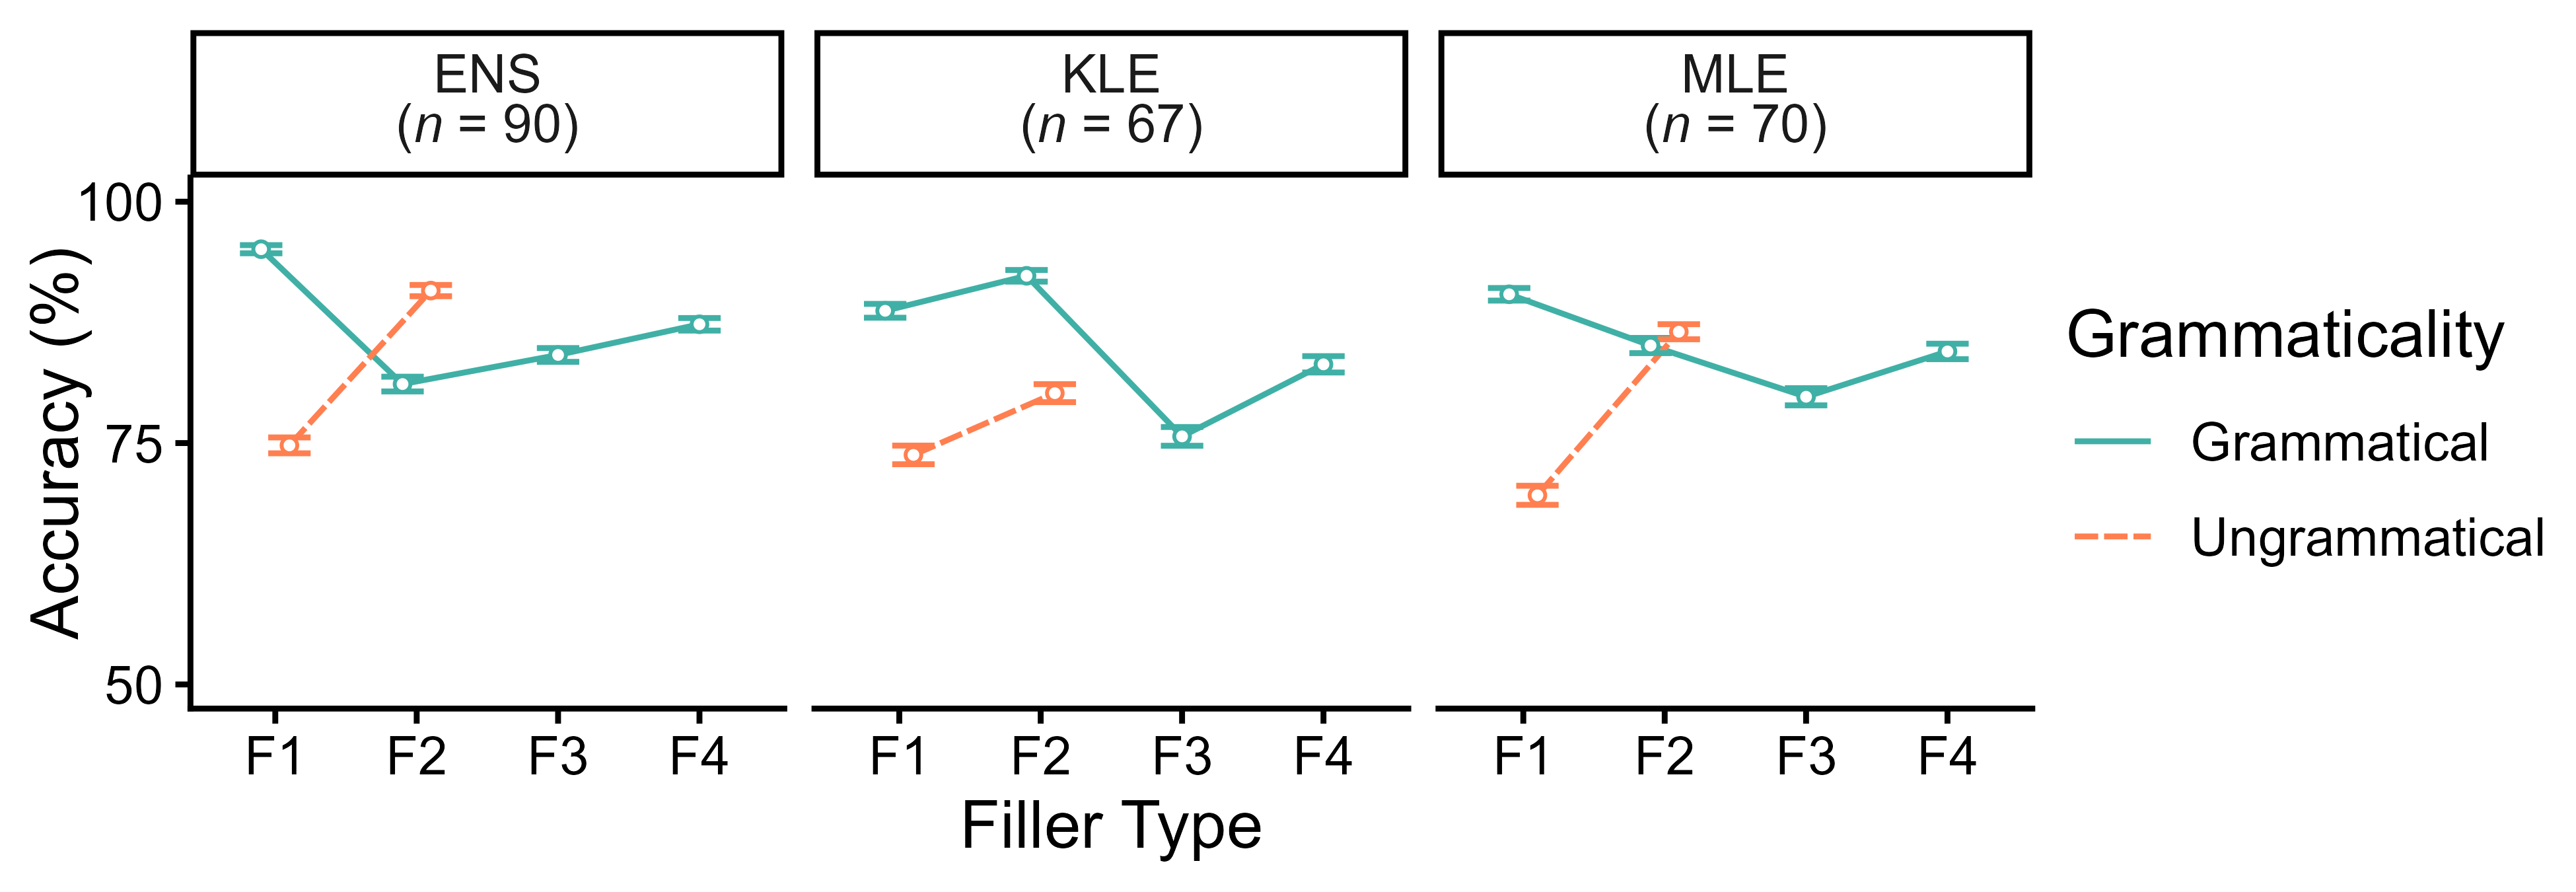 ENS
(n = 90)
KLE
(n = 67)
MLE
(n = 70)
100
75
50
Accuracy (%)
F1 F2 F3 F4
F1 F2 F3 F4
F1 F2 F3 F4
Filler Type
Grammaticality
Grammatical
Ungrammatical